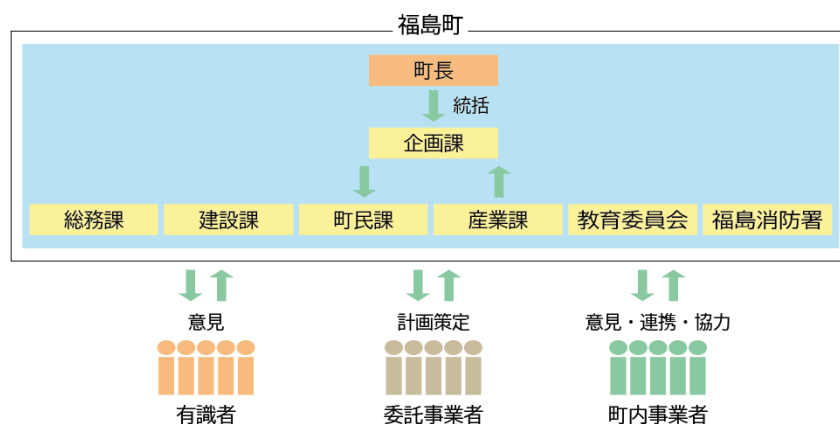 福島町
町長
統括
企画課
総務課
建設課
町民課
産業課
教育委員会
福島消防署
意見
計画策定
意見・連携・協力
有識者
委託事業者
町内事業者